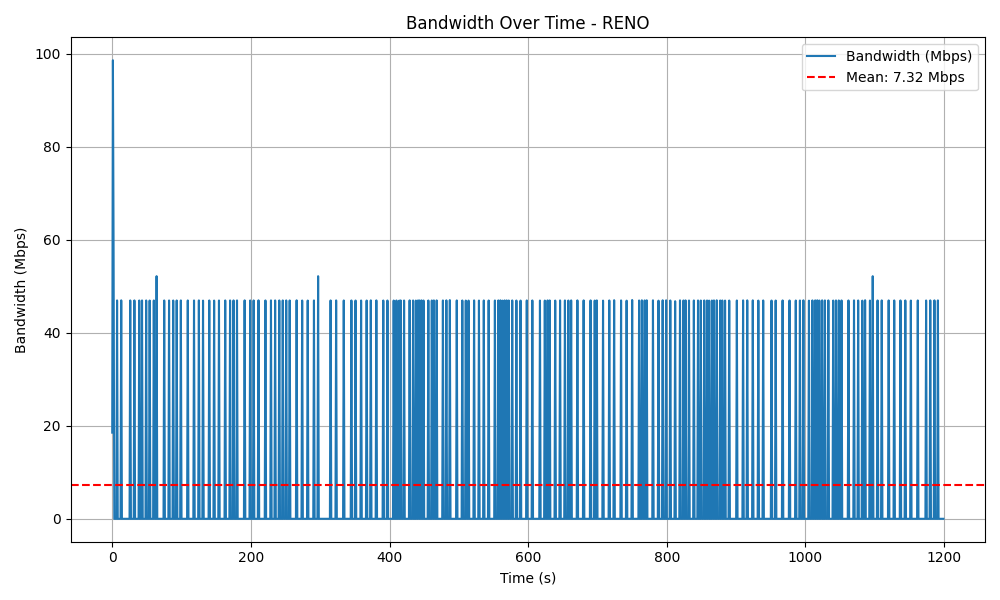 Bandwidth Over Time - RENO
Bandwidth (Mbps)
Mean: 7.32 Mbps
Bandwidth (Mbps)
100
80
60
40
20
0
0 200 400 600 800 1000 1200
Time (s)